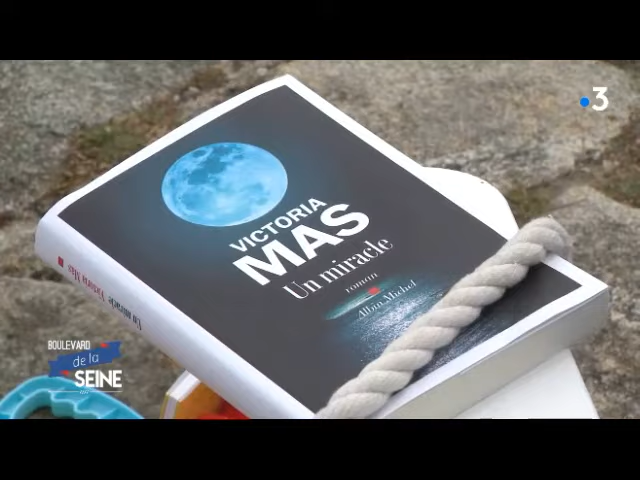 3
VICTORIA
MAS
Un miracle
roman
Albin Michel
Un miracle Victoria Mas
BOULEVARD
de la
SEINE